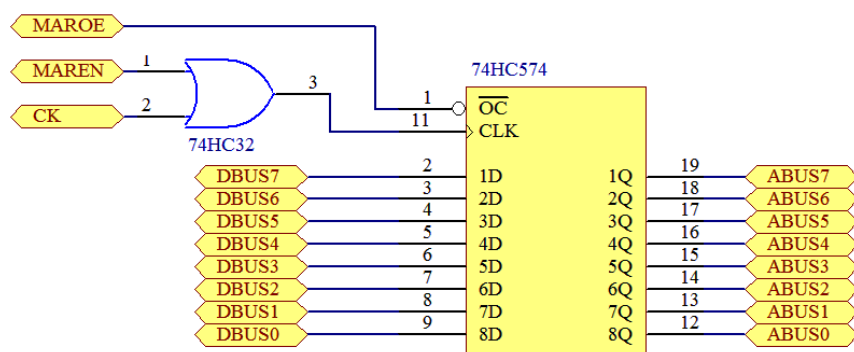 MAROE
MAREN 1 3 74HC574
CK 2 1 OC
74HC32 11 CLK
DBUS7 2 1D 1Q 19 ABUS7
DBUS6 3 2D 2Q 18 ABUS6
DBUS5 4 3D 3Q 17 ABUS5
DBUS4 5 4D 4Q 16 ABUS4
DBUS3 6 5D 5Q 15 ABUS3
DBUS2 7 6D 6Q 14 ABUS2
DBUS1 8 7D 7Q 13 ABUS1
DBUS0 9 8D 8Q 12 ABUS0